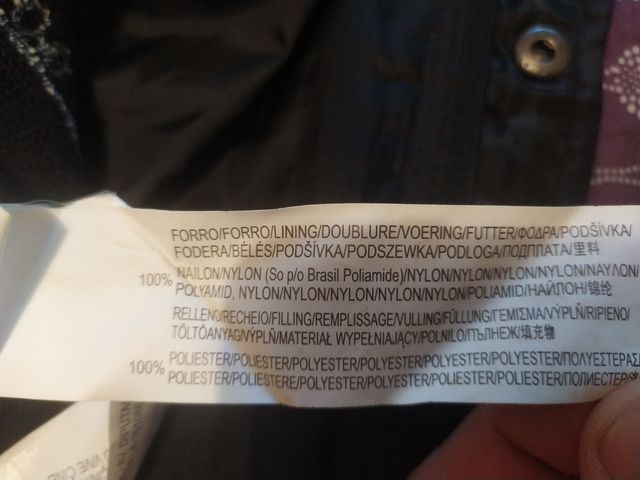 FORRO/FORRO/LINING/DOUBLURE/VOERING/FUTTER/ФОДРА/PODŠÍVKA/
FODERA/BÉLÉS/PODŠÍVKA/PODSZEWKA/PODLOGA/ПОДПЛАТА/里料
100% NAILON/NYLON (So p/o Brasil Poliamide)/NYLON/NYLON/NYLON/NYLON/ΝΑΥΛΟΝ/
POLYAMID, NYLON/NYLON/NYLON/NYLON/NYLON/POLIAMID/НАЙЛОН/锦纶
RELLENO/RECHEIO/FILLING/REMPLISSAGE/VULLING/FÜLLUNG/ΓΕΜΙΣΜΑ/VÝPLŇ/RIPIENO/
TÖLTÖANYAG/VÝPLŇ/MATERIAŁ WYPEŁNIAJĄCY/POLNILO/ПЪЛНЕЖ/填充物
100% POLIESTER/POLIESTER/POLYESTER/POLYESTER/POLYESTER/POLYESTER/ΠΟΛΥΕΣΤΕΡΑΣ/
POLIESTER/POLIESTERE/POLYESTER/POLYESTER/POLIESTER/POLIESTER/ПОЛИЕСТЕР/